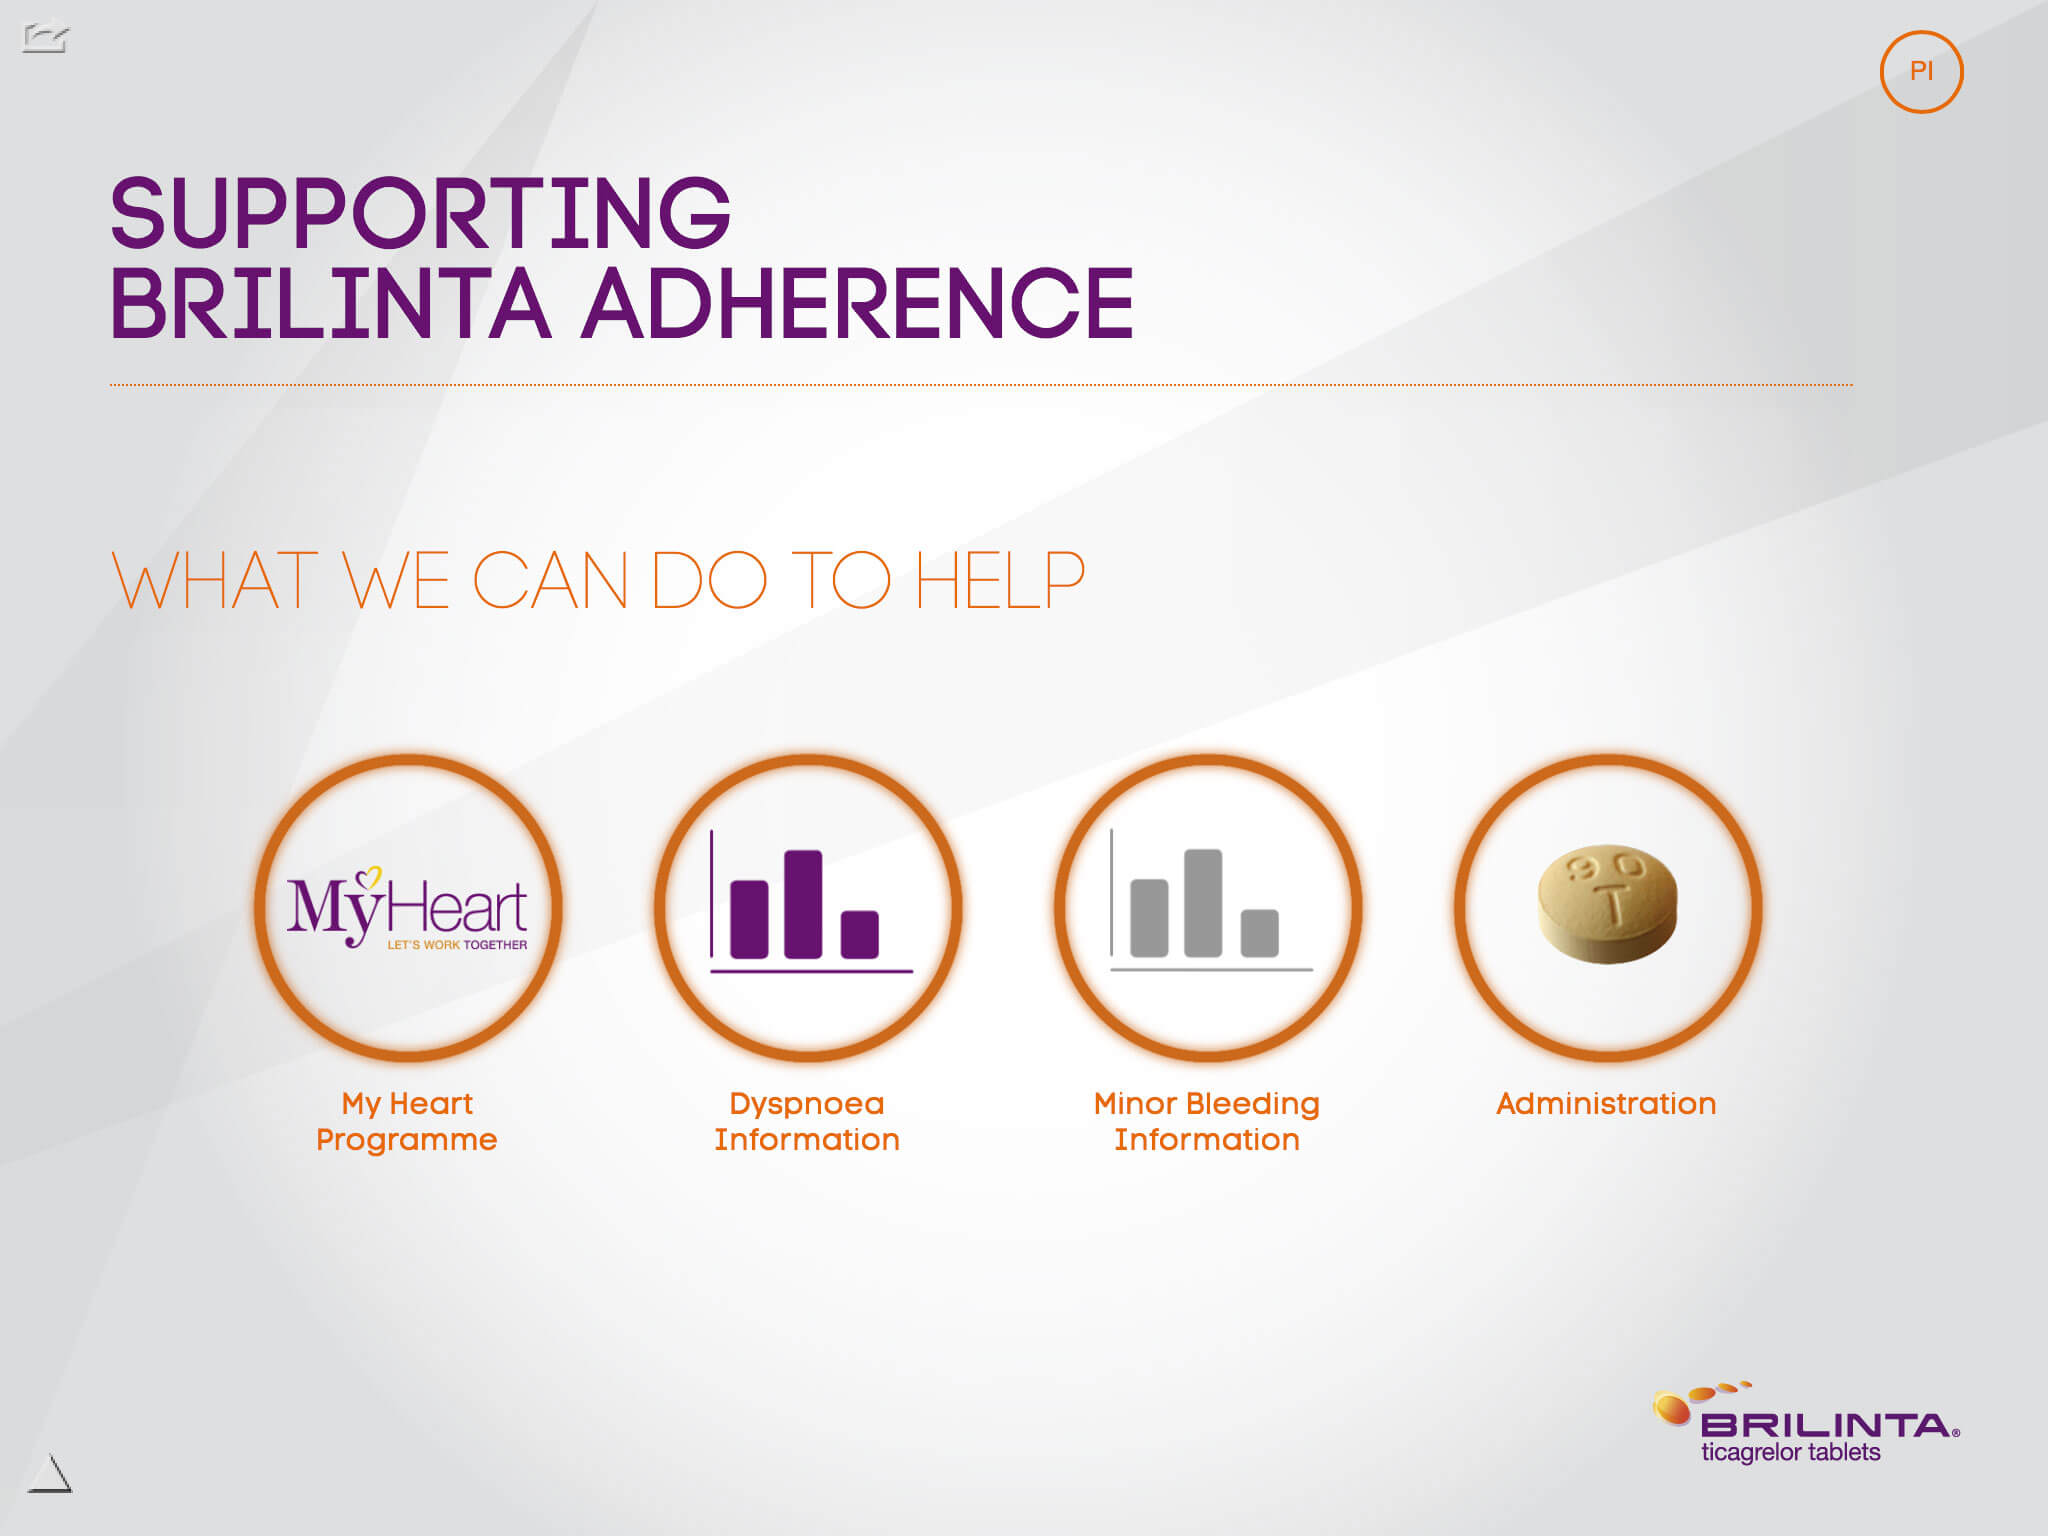 PI
SUPPORTING
BRILINTA ADHERENCE
WHAT WE CAN DO TO HELP
MyHeart
LET'S WORK TOGETHER
90
T
My Heart
Programme
Dyspnoea
Information
Minor Bleeding
Information
Administration
BRILINTA®
ticagrelor tablets